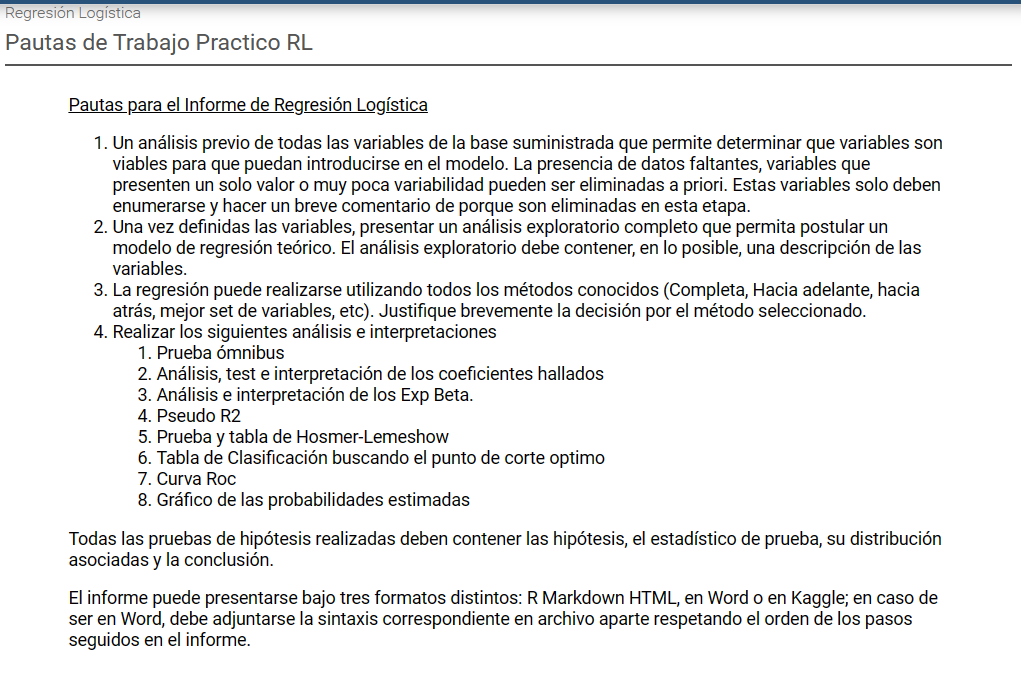 Regresión Logística
Pautas de Trabajo Practico RL
Pautas para el Informe de Regresión Logística
1. Un análisis previo de todas las variables de la base suministrada que permite determinar que variables son
viables para que puedan introducirse en el modelo. La presencia de datos faltantes, variables que
presenten un solo valor o muy poca variabilidad pueden ser eliminadas a priori. Estas variables solo deben
enumerarse y hacer un breve comentario de porque son eliminadas en esta etapa.
2. Una vez definidas las variables, presentar un análisis exploratorio completo que permita postular un
modelo de regresión teórico. El análisis exploratorio debe contener, en lo posible, una descripción de las
variables.
3. La regresión puede realizarse utilizando todos los métodos conocidos (Completa, Hacia adelante, hacia
atrás, mejor set de variables, etc). Justifique brevemente la decisión por el método seleccionado.
4. Realizar los siguientes análisis e interpretaciones
1. Prueba ómnibus
2. Análisis, test e interpretación de los coeficientes hallados
3. Análisis e interpretación de los Exp Beta.
4. Pseudo R2
5. Prueba y tabla de Hosmer-Lemeshow
6. Tabla de Clasificación buscando el punto de corte optimo
7. Curva Roc
8. Gráfico de las probabilidades estimadas
Todas las pruebas de hipótesis realizadas deben contener las hipótesis, el estadístico de prueba, su distribución
asociadas y la conclusión.
El informe puede presentarse bajo tres formatos distintos: R Markdown HTML, en Word o en Kaggle; en caso de
ser en Word, debe adjuntarse la sintaxis correspondiente en archivo aparte respetando el orden de los pasos
seguidos en el informe.